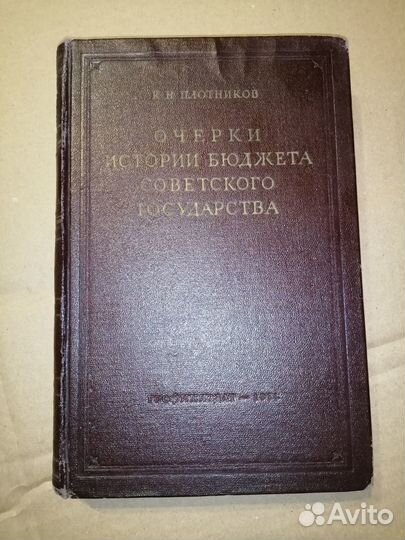 К. Н. ПЛОТНИКОВ
ОЧЕРКИ
ИСТОРИИ БЮДЖЕТА
СОВЕТСКОГО
ГОСУДАРСТВА
ГОСФИНИЗДАТ —
Avito